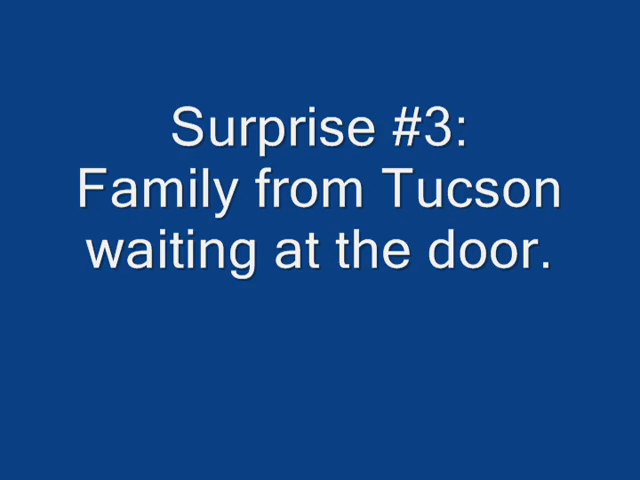 Surprise #3:
Family from Tucson
waiting at the door.